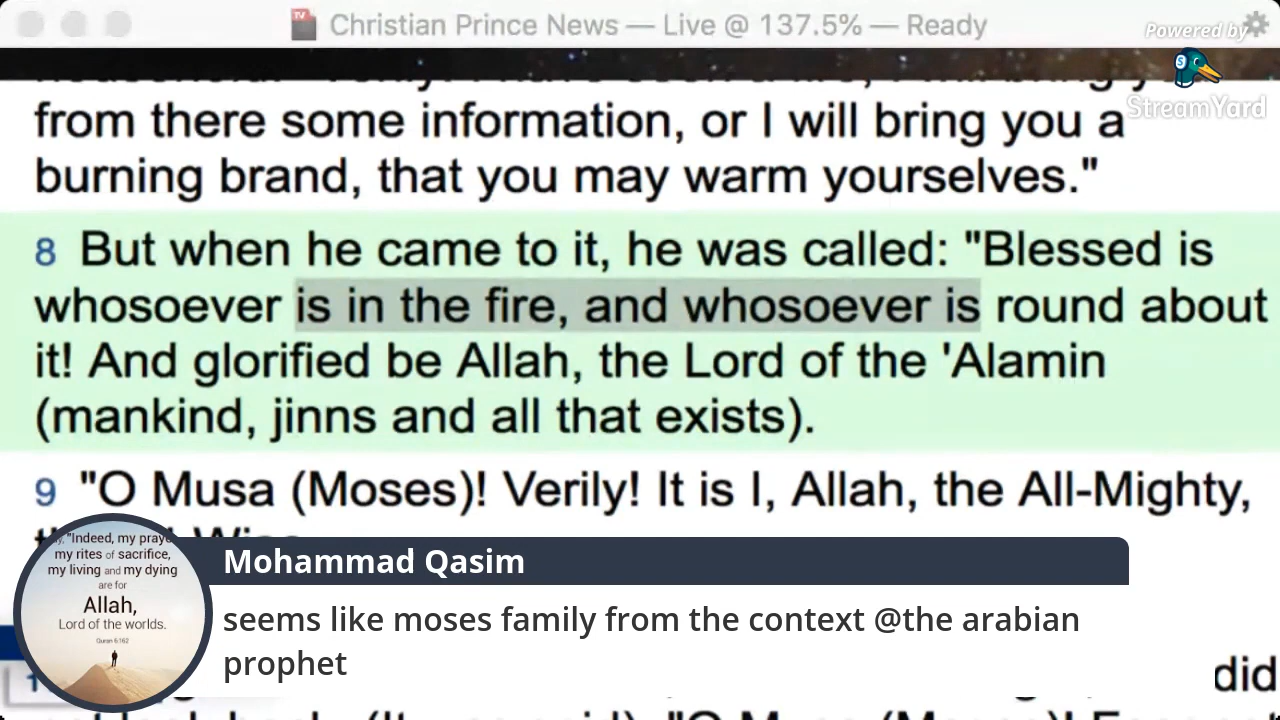 Christian Prince News — Live @ 137.5% — Ready
Powered by
StreamYard
from there some information, or I will bring you a
burning brand, that you may warm yourselves."
8 But when he came to it, he was called: "Blessed is
whosoever is in the fire, and whosoever is round about
it! And glorified be Allah, the Lord of the 'Alamin
(mankind, jinns and all that exists).
9 "O Musa (Moses)! Verily! It is I, Allah, the All-Mighty,
"Indeed, my
my rites of sacrifice,
my living and my dying
are for
Allah,
Lord of the worlds.
Quran 6:162
Mohammad Qasim
seems like moses family from the context @the arabian
prophet
did